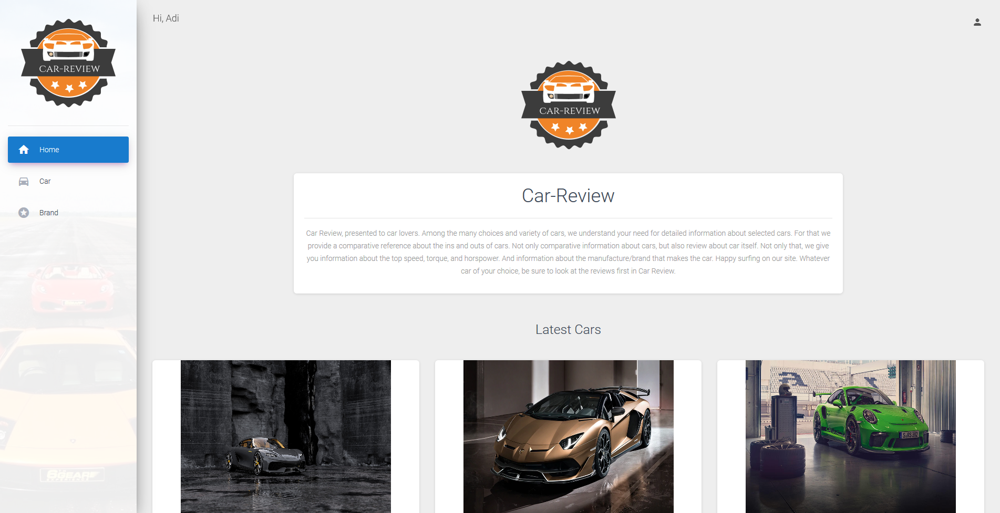 CAR-REVIEW
Home
Car
Brand
6GEAR
EXPERIENCE
6GEAR
Hi, Adi
CAR-REVIEW
Car-Review
Car Review, presented to car lovers. Among the many choices and variety of cars, we understand your need for detailed information about selected cars. For that we
provide a comparative reference about the ins and outs of cars. Not only comparative information about cars, but also review about car itself. Not only that, we give
you information about the top speed, torque, and horspower. And information about the manufacture/brand that makes the car. Happy surfing on our site. Whatever
car of your choice, be sure to look at the reviews first in Car Review.
Latest Cars